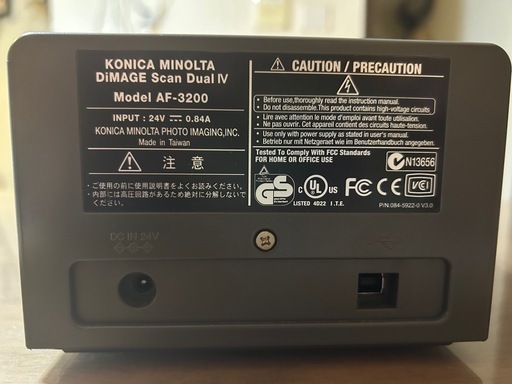 KONICA MINOLTA
DiMAGE Scan Dual IV
Model AF-3200
INPUT : 24V ⎓ 0.84A
KONICA MINOLTA PHOTO IMAGING,INC.
Made in Taiwan
注 意
・ご使用の前に使用説明書をよくお読みください。
・内部には高圧回路があるため絶対に分解しないで
ください。
CAUTION / PRECAUTION
• Before use,thoroughly read the instruction manual.
• Do not disassemble.This product contains high-voltage circuits
• Lire avec attention le mode d'emploi avant toute utilisation.
• Ne pas ouvrir. Cet appareil contient des circuits haute-tension.
• Use only with power supply as stated in user's manual.
• Betrieb nur mit Netzgeraet wie im Benutzerhandbuch angegeben.
Tested To Comply With FCC Standards
FOR HOME OR OFFICE USE
N13656
GS
c UL US
LISTED 4D22 I.T.E.
FC CE
VCI
P/N:084-5922-0 V3.0
DC IN 24V